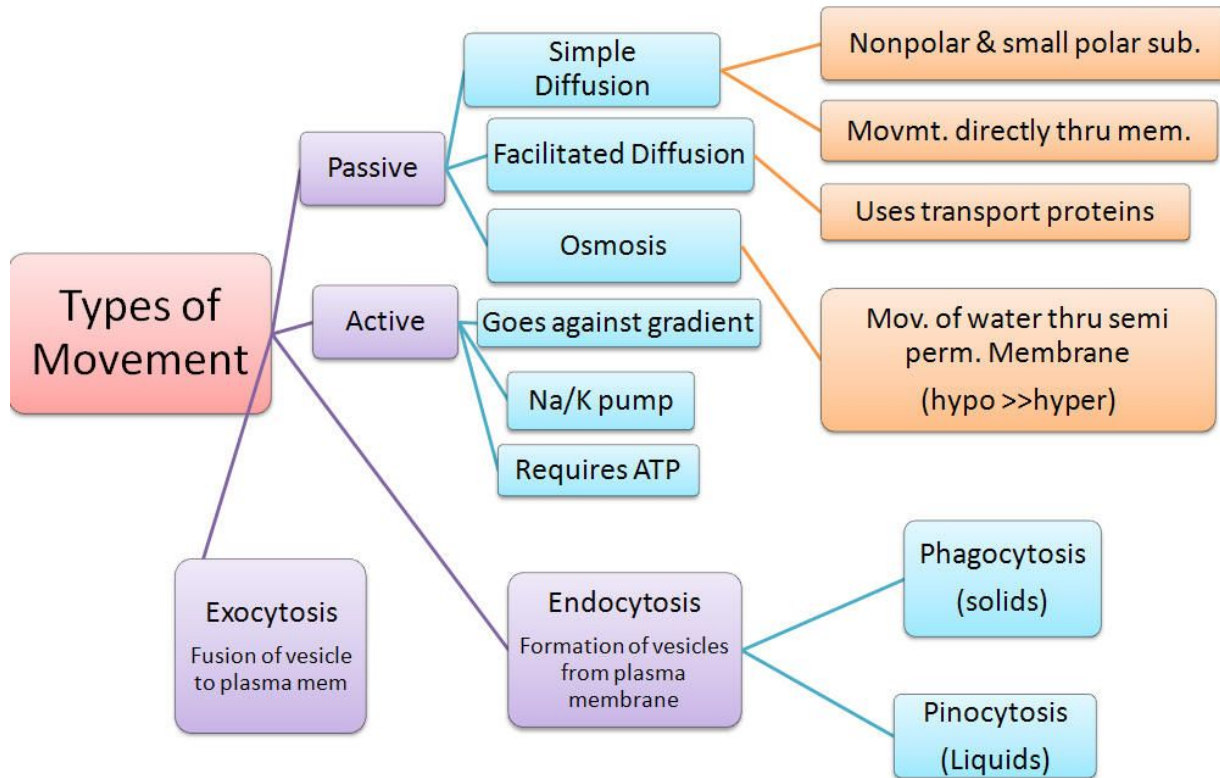 Types of
Movement
Passive
Simple
Diffusion
Nonpolar & small polar sub.
Movmt. directly thru mem.
Facilitated Diffusion
Uses transport proteins
Osmosis
Mov. of water thru semi
perm. Membrane
(hypo >>hyper)
Active
Goes against gradient
Na/K pump
Requires ATP
Exocytosis
Fusion of vesicle
to plasma mem
Endocytosis
Formation of vesicles
from plasma
membrane
Phagocytosis
(solids)
Pinocytosis
(Liquids)